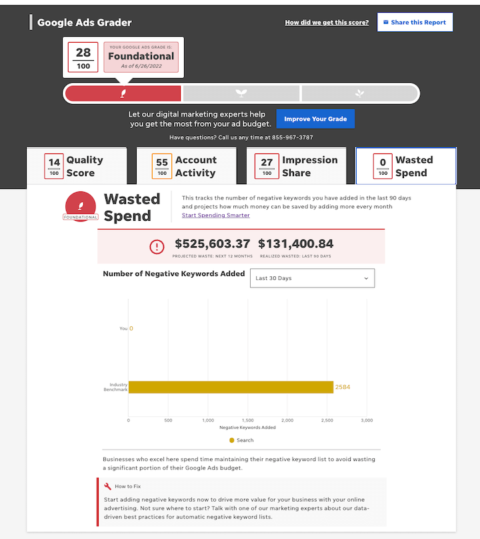 Google Ads Grader
How did we get this score?
Share this Report
28
100
YOUR GOOGLE ADS GRADE IS
Foundational
As of 6/26/2022
Let our digital marketing experts help
you get the most from your ad budget.
Improve Your Grade
Have questions? Call us any time at 855-967-3787
14
100
Quality
Score
55
100
Account
Activity
27
100
Impression
Share
0
100
Wasted
Spend
FOUNDATIONAL
Wasted
Spend
This tracks the number of negative keywords you have added in the last 90 days
and projects how much money can be saved by adding more every month
Start Spending Smarter
$525,603.37
PROJECTED WASTE: NEXT 12 MONTHS
$131,400.84
REALIZED WASTED: LAST 90 DAYS
Number of Negative Keywords Added
Last 30 Days
You
0
Industry
Benchmark
2584
0 500 1,000 1,500 2,000 2,500 3,000
Negative Keywords Added
Search
Businesses who excel here spend time maintaining their negative keyword list to avoid wasting
a significant portion of their Google Ads budget.
How to Fix
Start adding negative keywords now to drive more value for your business with your online
advertising. Not sure where to start? Talk with one of our marketing experts about our data-
driven best practices for automatic negative keyword lists.